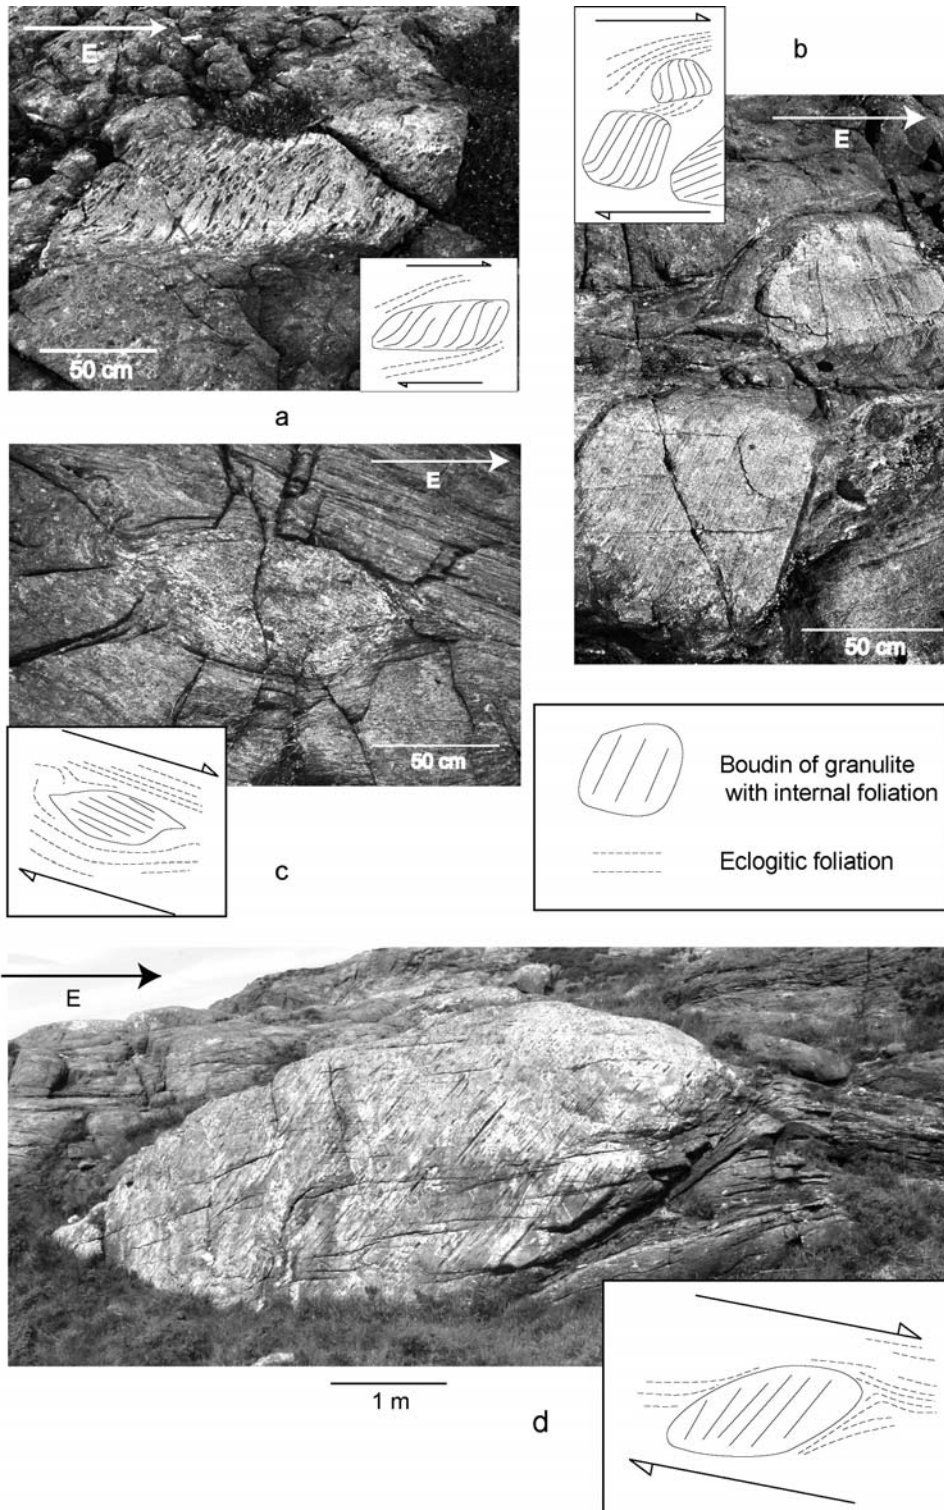 E
50 cm
a
b
E
50 cm
E
50 cm
c
Boudin of granulite
with internal foliation
Eclogitic foliation
E
1 m
d